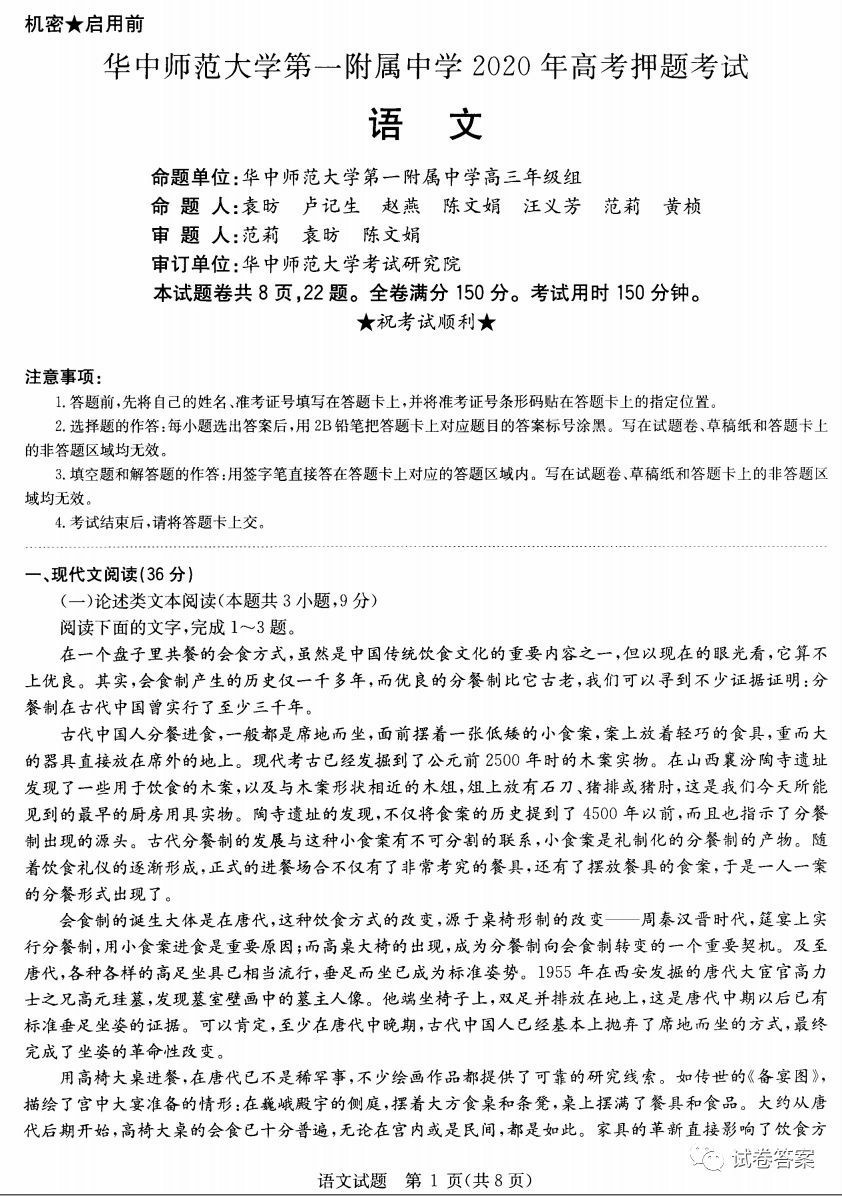 机密★启用前
华中师范大学第一附属中学 2020 年高考押题考试
语 文
命题单位:华中师范大学第一附属中学高三年级组
命 题 人:袁昉 卢记生 赵燕 陈文娟 汪义芳 范莉 黄桢
审 题 人:范莉 袁昉 陈文娟
审订单位:华中师范大学考试研究院
本试题卷共 8 页,22 题。全卷满分 150 分。考试用时 150 分钟。
★祝考试顺利★
注意事项:
1. 答题前,先将自己的姓名、准考证号填写在答题卡上,并将准考证号条形码贴在答题卡上的指定位置。
2. 选择题的作答:每小题选出答案后,用 2B 铅笔把答题卡上对应题目的答案标号涂黑。写在试题卷、草稿纸和答题卡上
的非答题区域均无效。
3. 填空题和解答题的作答:用签字笔直接答在答题卡上对应的答题区域内。写在试题卷、草稿纸和答题卡上的非答题区
域均无效。
4. 考试结束后,请将答题卡上交。
一、现代文阅读(36 分)
(一)论述类文本阅读(本题共 3 小题,9 分)
阅读下面的文字,完成 1～3 题。
在一个盘子里共餐的会食方式,虽然是中国传统饮食文化的重要内容之一,但以现在的眼光看,它算不
上优良。其实,会食制产生的历史仅一千多年,而优良的分餐制比它古老,我们可以寻到不少证据证明:分
餐制在古代中国曾实行了至少三千年。
古代中国人分餐进食,一般都是席地而坐,面前摆着一张低矮的小食案,案上放着轻巧的食具,重而大
的器具直接放在席外的地上。现代考古已经发掘到了公元前 2500 年时的木案实物。在山西襄汾陶寺遗址
发现了一些用于饮食的木案,以及与木案形状相近的木俎,俎上放有石刀、猪排或猪肘,这是我们今天所能
见到的最早的厨房用具实物。陶寺遗址的发现,不仅将食案的历史提到了 4500 年以前,而且也指示了分餐
制出现的源头。古代分餐制的发展与这种小食案有不可分割的联系,小食案是礼制化的分餐制的产物。随
着饮食礼仪的逐渐形成,正式的进餐场合不仅有了非常考究的餐具,还有了摆放餐具的食案,于是一人一案
的分餐形式出现了。
会食制的诞生大体是在唐代,这种饮食方式的改变,源于桌椅形制的改变——周秦汉晋时代,筵宴上实
行分餐制,用小食案进食是重要原因;而高桌大椅的出现,成为分餐制向会食制转变的一个重要契机。及至
唐代,各种各样的高足坐具已相当流行,垂足而坐已成为标准姿势。1955 年在西安发掘的唐代大宦官高力
士之兄高元珪墓,发现墓室壁画中的墓主人像。他端坐椅子上,双足并排放在地上,这是唐代中期以后已有
标准垂足坐姿的证据。可以肯定,至少在唐代中晚期,古代中国人已经基本上抛弃了席地而坐的方式,最终
完成了坐姿的革命性改变。
用高椅大桌进餐,在唐代已不是稀罕事,不少绘画作品都提供了可靠的研究线索。如传世的《备宴图》,
描绘了宫中大宴准备的情形:在巍峨殿宇的侧庭,摆着大方食桌和条凳,桌上摆满了餐具和食品。大约从唐
代后期开始,高椅大桌的会食已十分普遍,无论在宫内或是民间,都是如此。家具的革新直接影响了饮食方
试卷答案
语文试题 第 1 页(共 8 页)